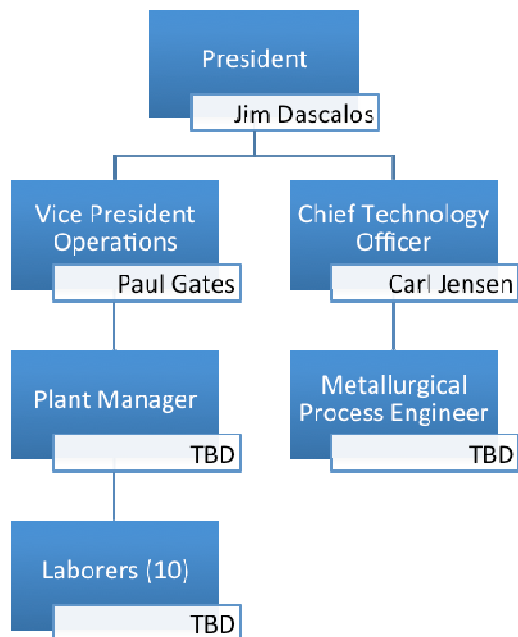 President
Jim Dascalos
Vice President
Operations
Paul Gates
Chief Technology
Officer
Carl Jensen
Plant Manager
TBD
Metallurgical
Process Engineer
TBD
Laborers (10)
TBD